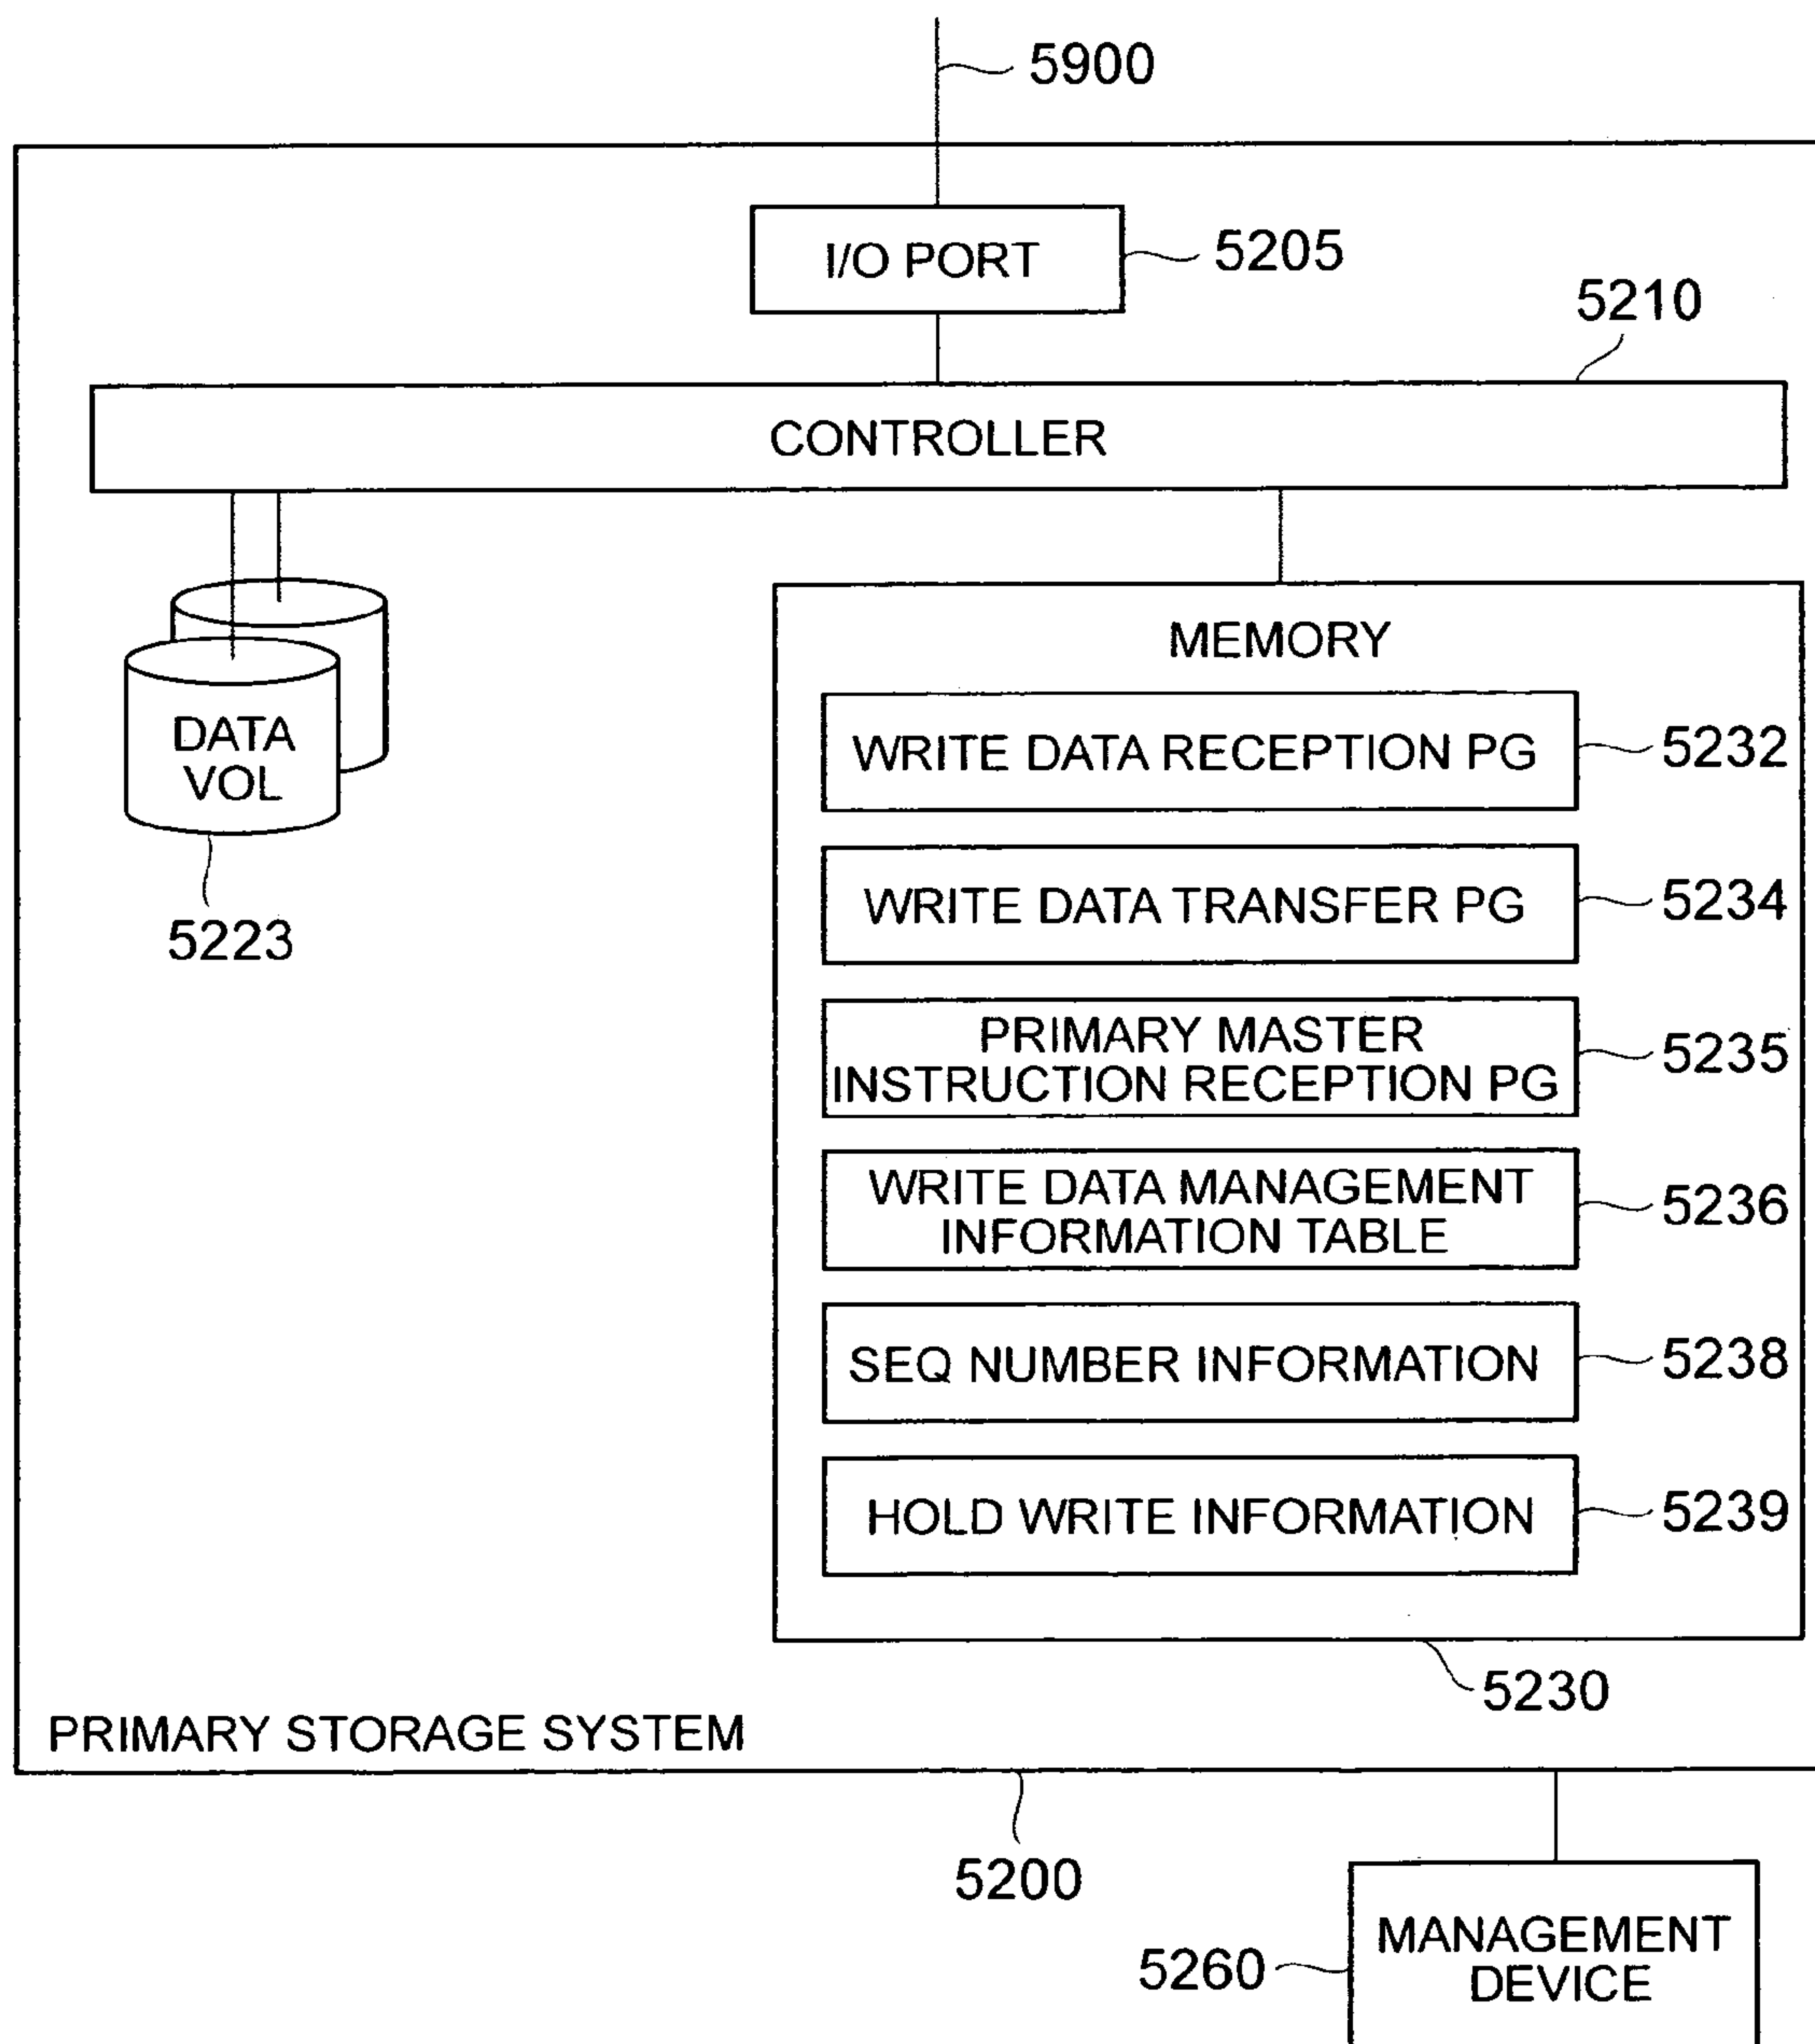 5900
I/O PORT
5205
5210
CONTROLLER
MEMORY
DATA
VOL
5223
WRITE DATA RECEPTION PG
5232
WRITE DATA TRANSFER PG
5234
PRIMARY MASTER
INSTRUCTION RECEPTION PG
5235
WRITE DATA MANAGEMENT
INFORMATION TABLE
5236
SEQ NUMBER INFORMATION
5238
HOLD WRITE INFORMATION
5239
5230
PRIMARY STORAGE SYSTEM
5200
5260
MANAGEMENT
DEVICE